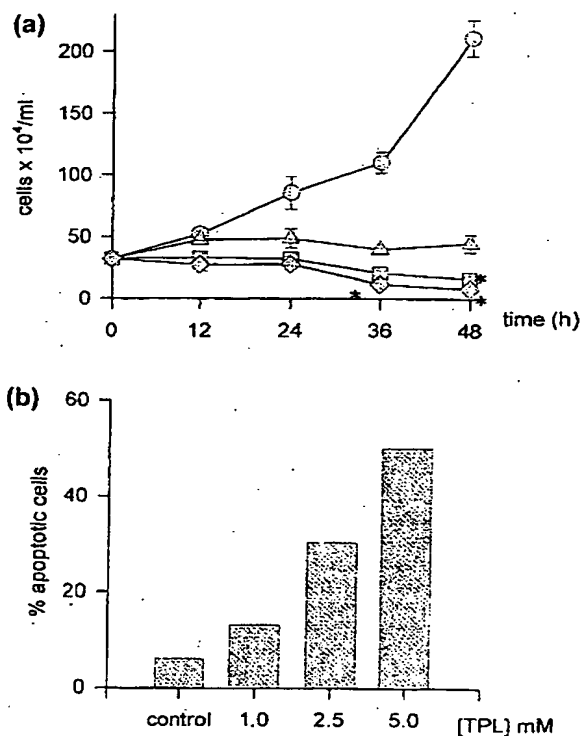 (a)
cells x 10⁴/ml
200
150
100
50
0
0 12 24 36 48 time (h)
* * *
(b)
% apoptotic cells
60
40
20
0
control 1.0 2.5 5.0 [TPL] mM